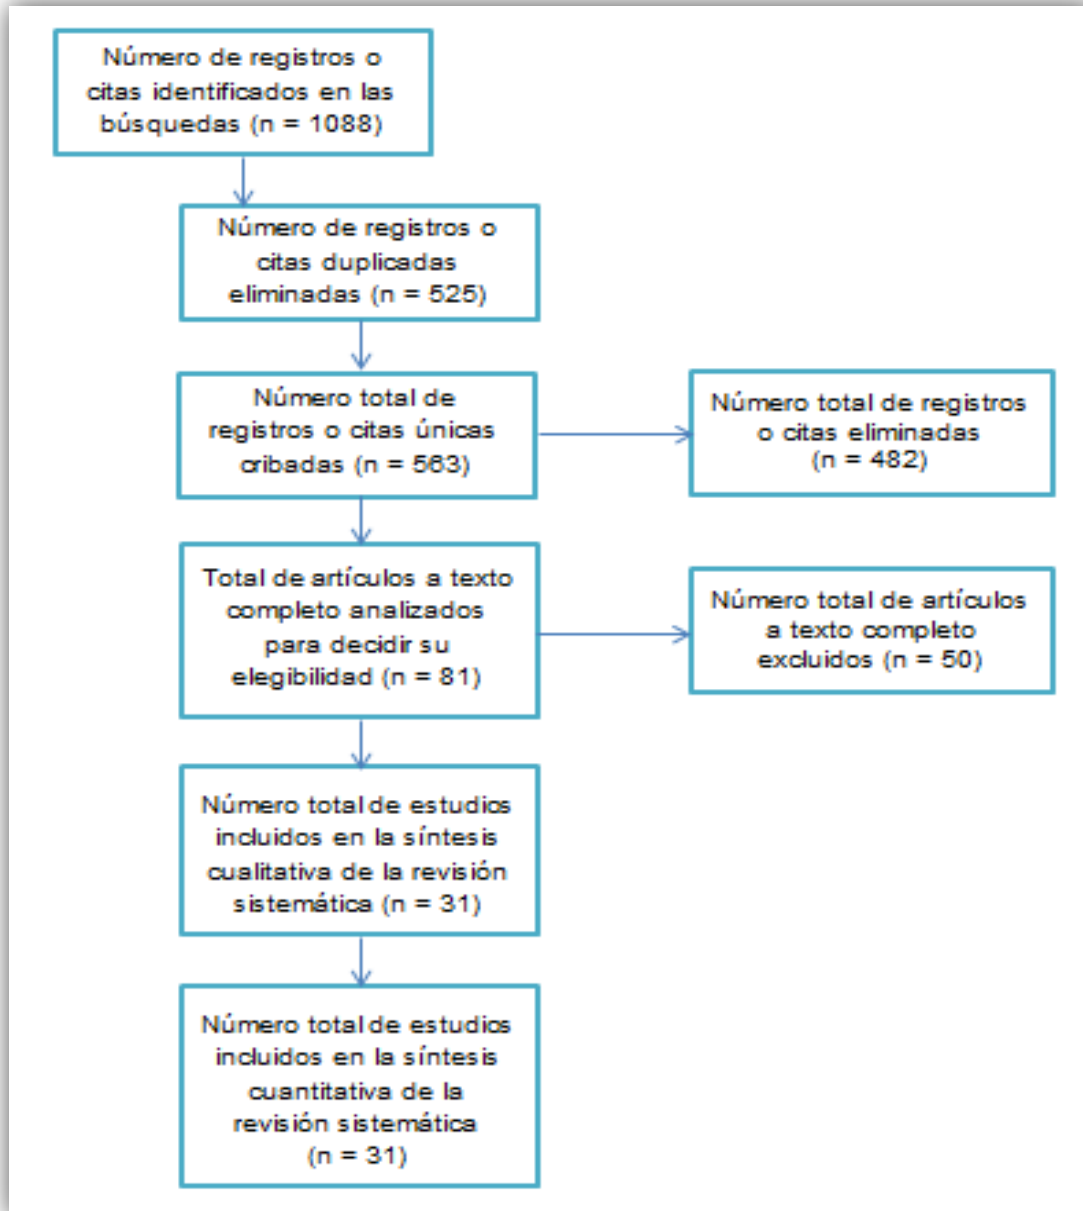 Número de registros o
citas identificados en las
búsquedas (n = 1088)
Número de registros o
citas duplicadas
eliminadas (n = 525)
Número total de
registros o citas únicas
cribadas (n = 563)
Número total de registros
o citas eliminadas
(n = 482)
Total de artículos a texto
completo analizados
para decidir su
elegibilidad (n = 81)
Número total de artículos
a texto completo
excluidos (n = 50)
Número total de estudios
incluidos en la síntesis
cualitativa de la revisión
sistemática (n = 31)
Número total de estudios
incluidos en la síntesis
cuantitativa de la
revisión sistemática
(n = 31)